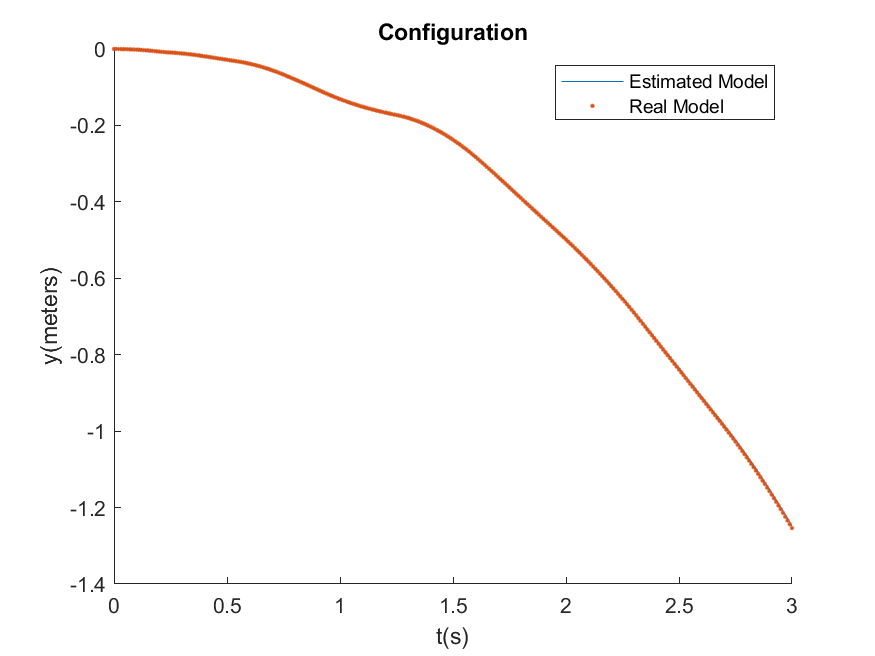 Configuration
Estimated Model
Real Model
0
-0.2
-0.4
-0.6
-0.8
-1
-1.2
-1.4
y(meters)
0 0.5 1 1.5 2 2.5 3
t(s)